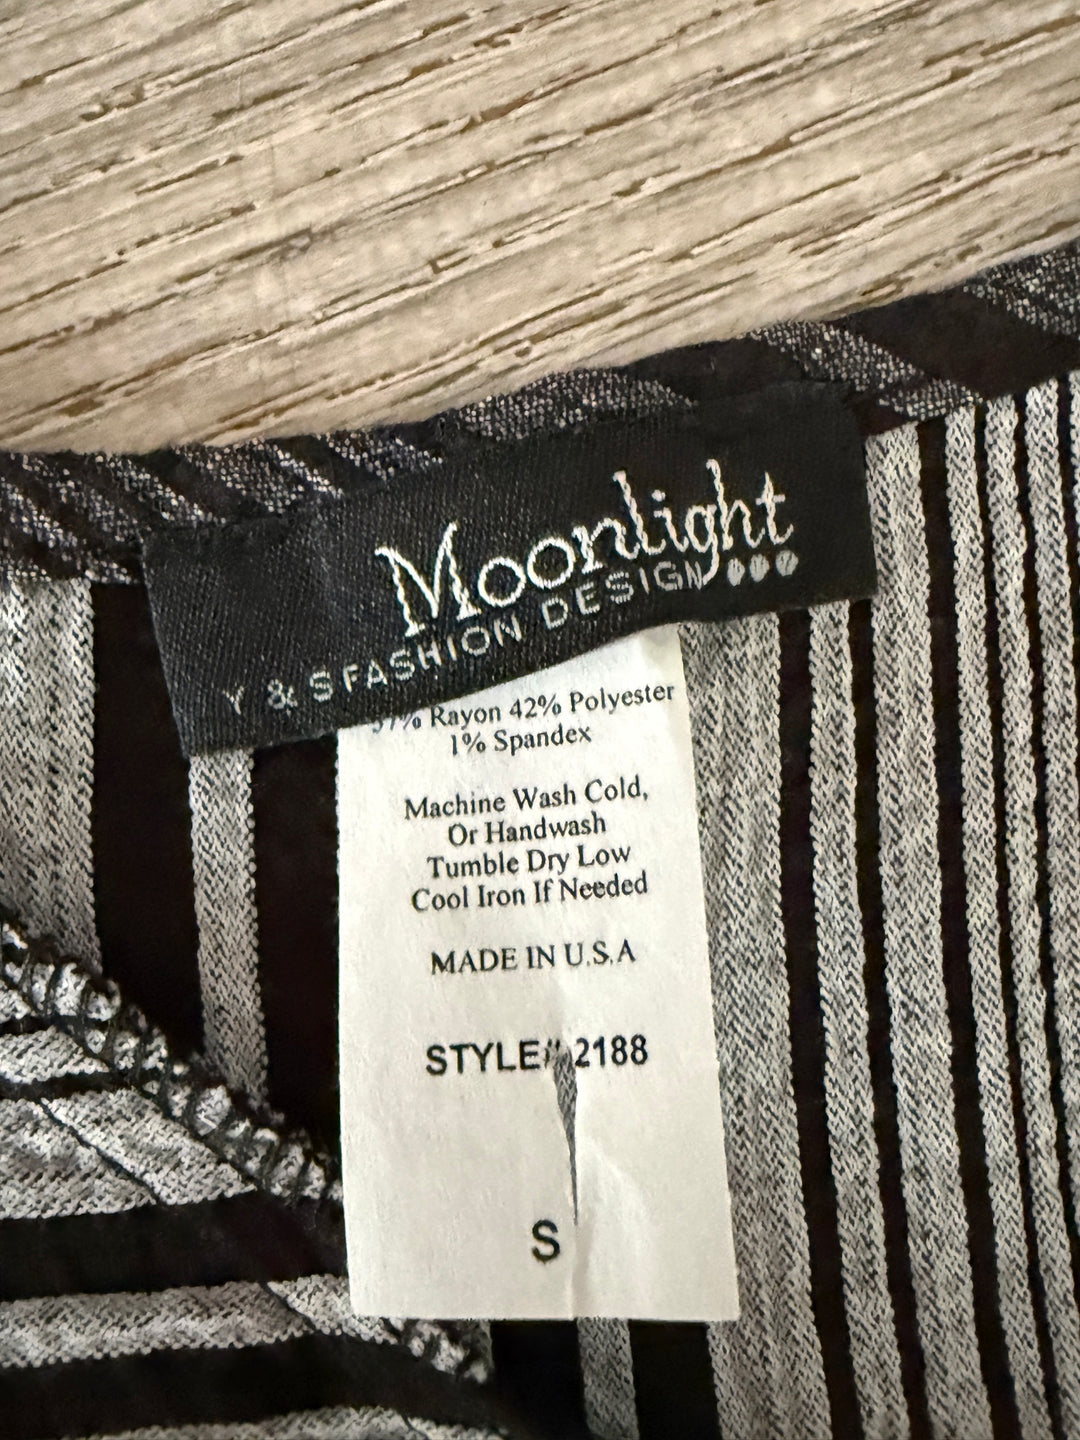 Moonlight
Y & S FASHION DESIGN
57% Rayon 42% Polyester
1% Spandex
Machine Wash Cold,
Or Handwash
Tumble Dry Low
Cool Iron If Needed
MADE IN U.S.A
STYLE# 2188
S